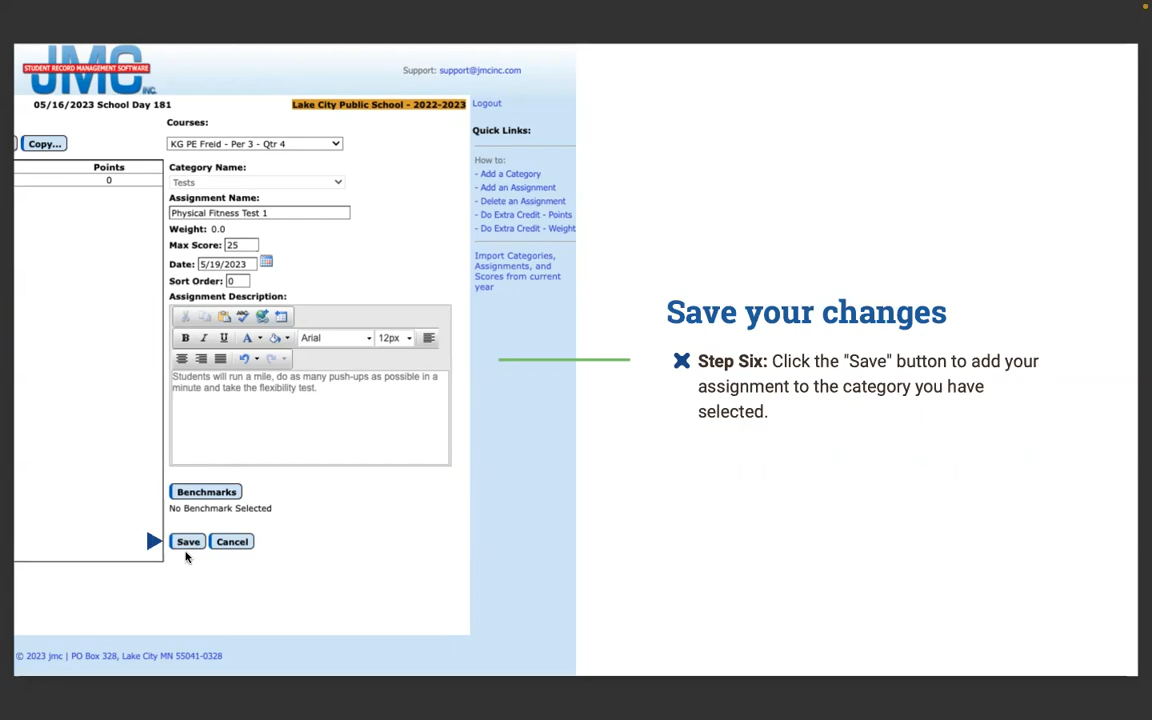 JMC
STUDENT RECORD MANAGEMENT SOFTWARE
INC.
Support: support@jmcinc.com
05/16/2023 School Day 181
Lake City Public School - 2022-2023
Logout
Courses:
Quick Links:
Copy...
KG PE Freid - Per 3 - Qtr 4
How to:
Points
Category Name:
- Add a Category
0
Tests
- Add an Assignment
Assignment Name:
- Delete an Assignment
Physical Fitness Test 1
- Do Extra Credit - Points
Weight: 0.0
- Do Extra Credit - Weight
Max Score: 25
Import Categories,
Assignments, and
Scores from current
year
Date: 5/19/2023
Sort Order: 0
Assignment Description:
ABC
B I U A Arial 12px
Students will run a mile, do as many push-ups as possible in a
minute and take the flexibility test.
Benchmarks
No Benchmark Selected
Save Cancel
© 2023 jmc | PO Box 328, Lake City MN 55041-0328
Save your changes
Step Six: Click the "Save" button to add your
assignment to the category you have
selected.